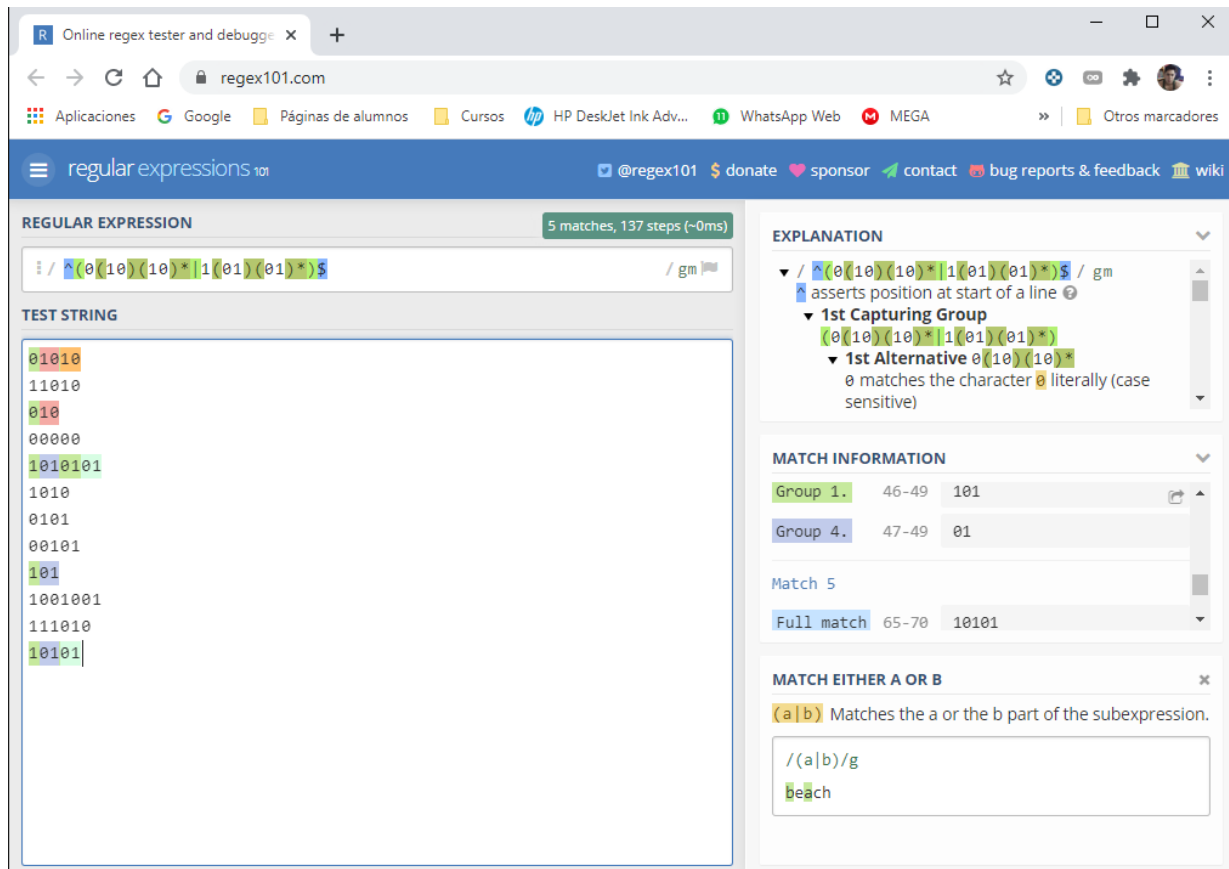 R Online regex tester and debugge
regex101.com
Aplicaciones Google Páginas de alumnos Cursos hp HP DeskJet Ink Adv... 11 WhatsApp Web M MEGA » Otros marcadores
regular expressions 101 @regex101 $ donate sponsor contact bug reports & feedback wiki
REGULAR EXPRESSION 5 matches, 137 steps (~0ms)
/ ^(0(10)(10)*|1(01)(01)*)$ / gm
TEST STRING
01010
11010
010
00000
1010101
1010
0101
00101
101
1001001
111010
10101
EXPLANATION
/ ^(0(10)(10)*|1(01)(01)*)$ / gm
^ asserts position at start of a line
1st Capturing Group
(0(10)(10)*|1(01)(01)*)
1st Alternative 0(10)(10)*
0 matches the character 0 literally (case
sensitive)
MATCH INFORMATION
Group 1. 46-49 101
Group 4. 47-49 01
Match 5
Full match 65-70 10101
MATCH EITHER A OR B
(a|b) Matches the a or the b part of the subexpression.
/(a|b)/g
beach